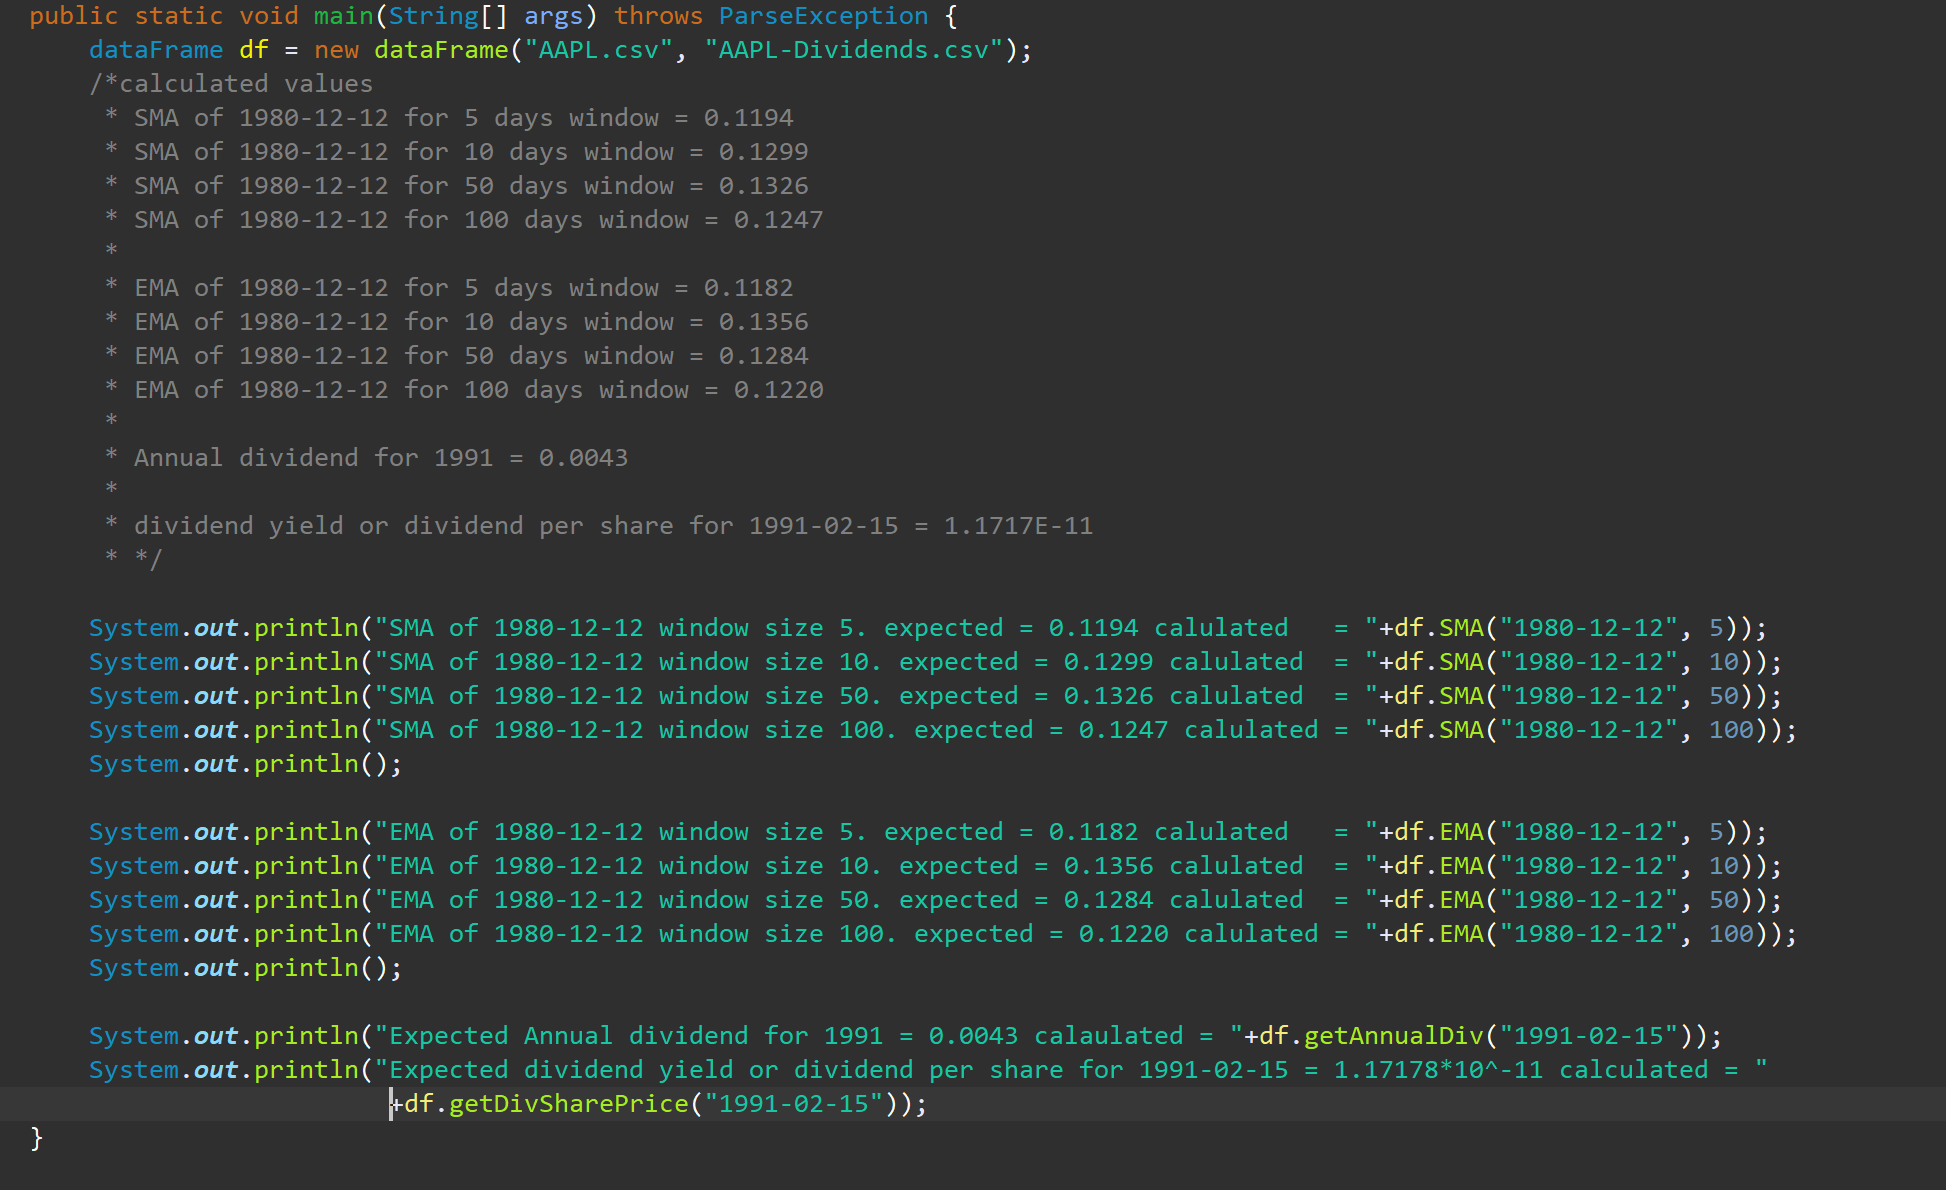 public static void main(String[] args) throws ParseException {
dataFrame df = new dataFrame("AAPL.csv", "AAPL-Dividends.csv");
/*calculated values
* SMA of 1980-12-12 for 5 days window = 0.1194
* SMA of 1980-12-12 for 10 days window = 0.1299
* SMA of 1980-12-12 for 50 days window = 0.1326
* SMA of 1980-12-12 for 100 days window = 0.1247
*
* EMA of 1980-12-12 for 5 days window = 0.1182
* EMA of 1980-12-12 for 10 days window = 0.1356
* EMA of 1980-12-12 for 50 days window = 0.1284
* EMA of 1980-12-12 for 100 days window = 0.1220
*
* Annual dividend for 1991 = 0.0043
*
* dividend yield or dividend per share for 1991-02-15 = 1.1717E-11
* */
System.out.println("SMA of 1980-12-12 window size 5. expected = 0.1194 calulated   = "+df.SMA("1980-12-12", 5));
System.out.println("SMA of 1980-12-12 window size 10. expected = 0.1299 calulated  = "+df.SMA("1980-12-12", 10));
System.out.println("SMA of 1980-12-12 window size 50. expected = 0.1326 calulated  = "+df.SMA("1980-12-12", 50));
System.out.println("SMA of 1980-12-12 window size 100. expected = 0.1247 calulated = "+df.SMA("1980-12-12", 100));
System.out.println();
System.out.println("EMA of 1980-12-12 window size 5. expected = 0.1182 calulated   = "+df.EMA("1980-12-12", 5));
System.out.println("EMA of 1980-12-12 window size 10. expected = 0.1356 calulated  = "+df.EMA("1980-12-12", 10));
System.out.println("EMA of 1980-12-12 window size 50. expected = 0.1284 calulated  = "+df.EMA("1980-12-12", 50));
System.out.println("EMA of 1980-12-12 window size 100. expected = 0.1220 calulated = "+df.EMA("1980-12-12", 100));
System.out.println();
System.out.println("Expected Annual dividend for 1991 = 0.0043 calaulated = "+df.getAnnualDiv("1991-02-15"));
System.out.println("Expected dividend yield or dividend per share for 1991-02-15 = 1.17178*10^-11 calculated = "
+df.getDivSharePrice("1991-02-15"));
}